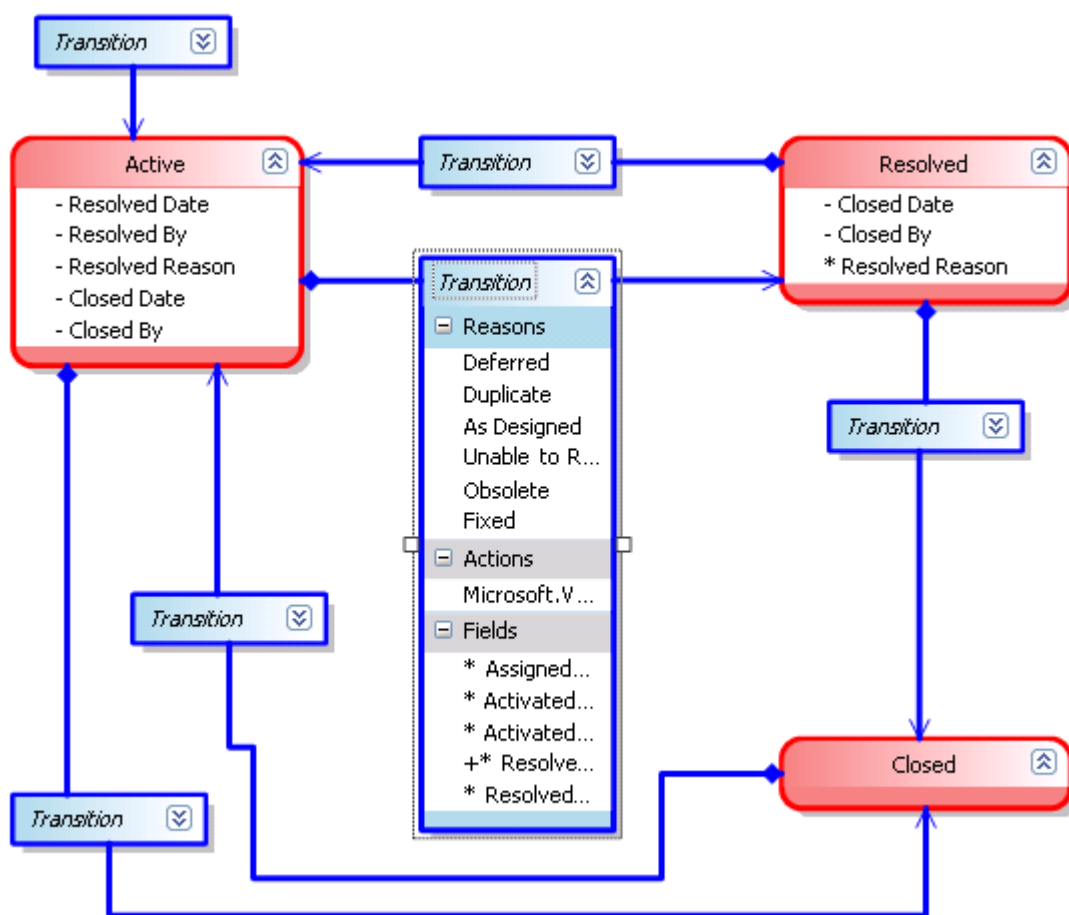 Transition
Active
- Resolved Date
- Resolved By
- Resolved Reason
- Closed Date
- Closed By
Transition
Resolved
- Closed Date
- Closed By
* Resolved Reason
Transition
Reasons
Deferred
Duplicate
As Designed
Unable to R...
Obsolete
Fixed
Actions
Microsoft.V...
Fields
* Assigned...
* Activated...
* Activated...
+* Resolve...
* Resolved...
Transition
Transition
Closed
Transition